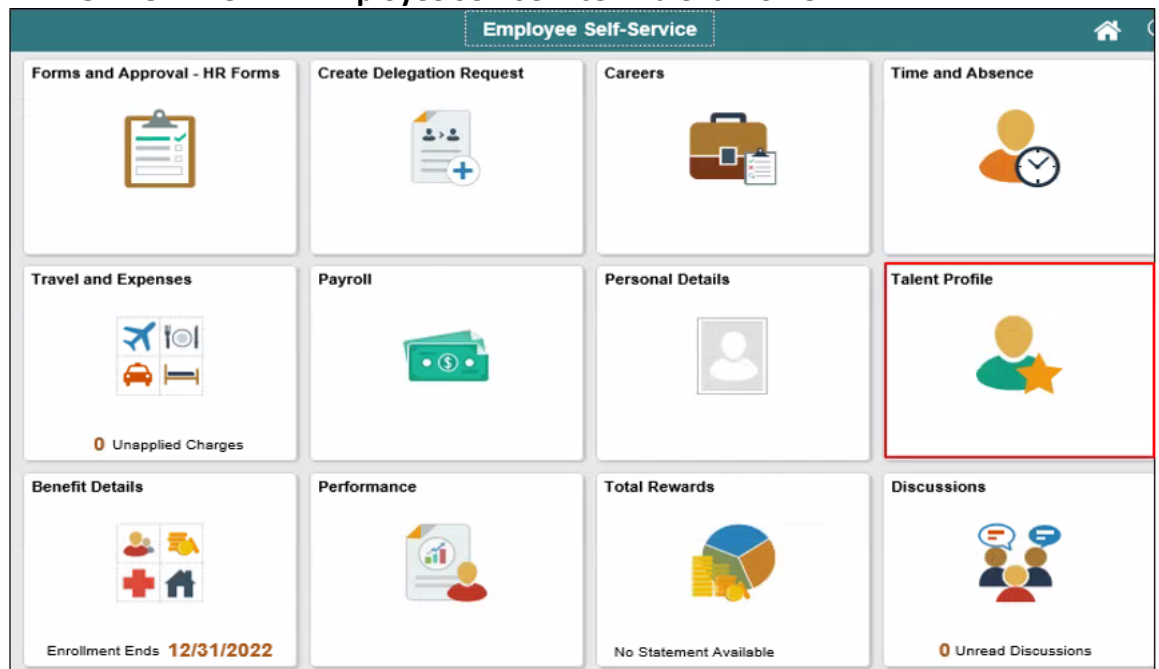 Employee Self-Service
Forms and Approval - HR Forms
Create Delegation Request
Careers
Time and Absence
Travel and Expenses
0 Unapplied Charges
Payroll
Personal Details
Talent Profile
Benefit Details
Enrollment Ends 12/31/2022
Performance
Total Rewards
No Statement Available
Discussions
0 Unread Discussions